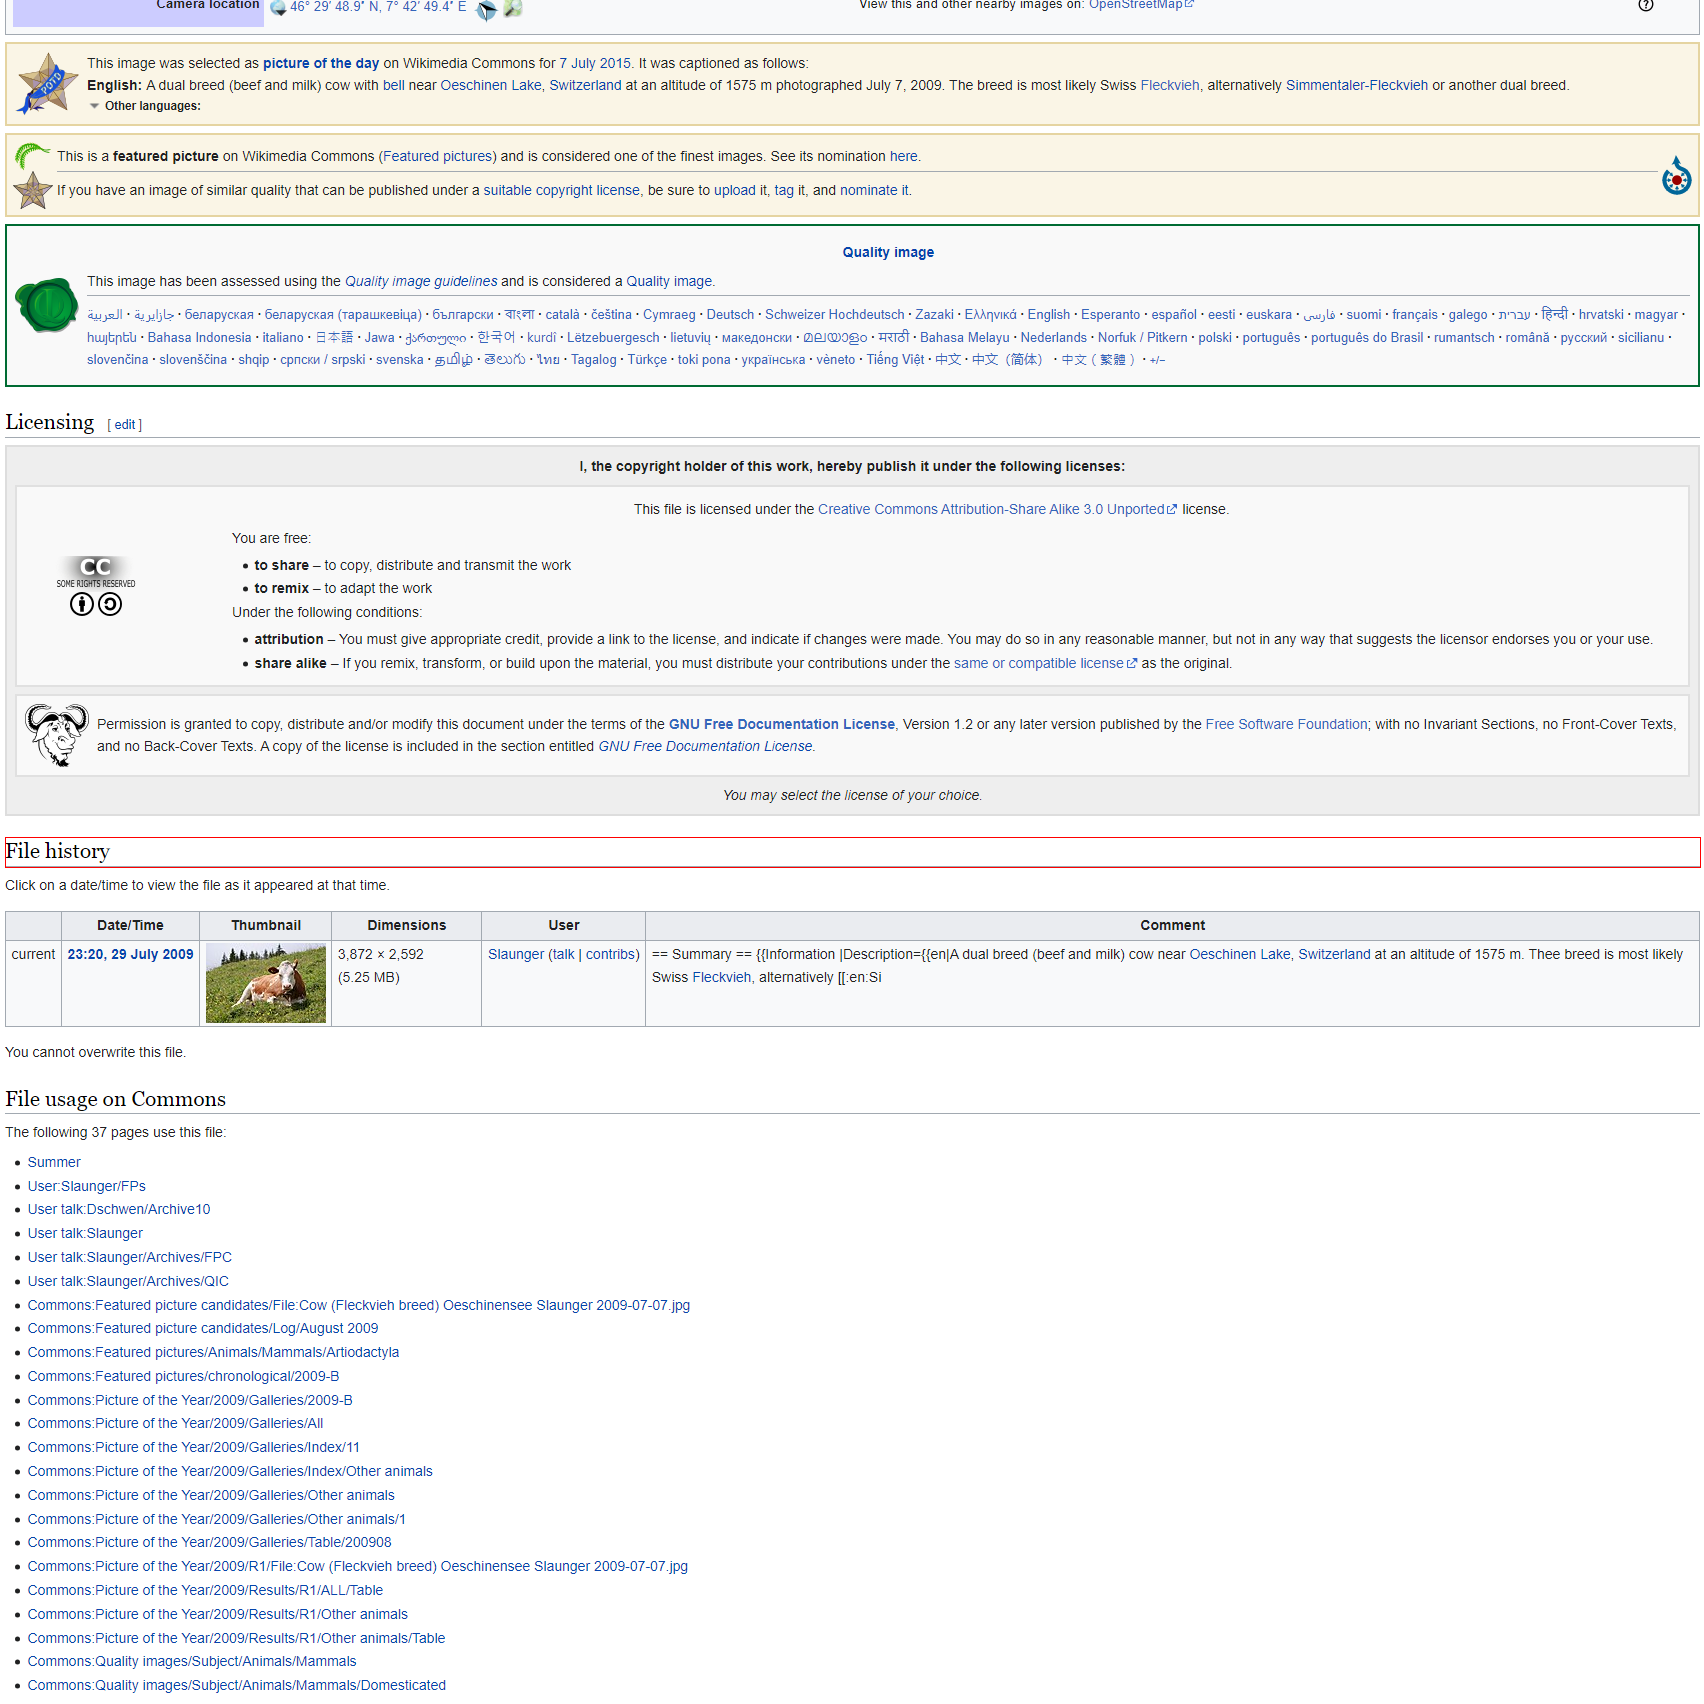 Camera location
46° 29′ 48.9″ N, 7° 42′ 49.4″ E
View this and other nearby images on: OpenStreetMap
This image was selected as picture of the day on Wikimedia Commons for 7 July 2015. It was captioned as follows:
English: A dual breed (beef and milk) cow with bell near Oeschinen Lake, Switzerland at an altitude of 1575 m photographed July 7, 2009. The breed is most likely Swiss Fleckvieh, alternatively Simmentaler-Fleckvieh or another dual breed.
Other languages:
POTD
This is a featured picture on Wikimedia Commons (Featured pictures) and is considered one of the finest images. See its nomination here.
If you have an image of similar quality that can be published under a suitable copyright license, be sure to upload it, tag it, and nominate it.
Quality image
This image has been assessed using the Quality image guidelines and is considered a Quality image.
العربية · جازايرية · беларуская · беларуская (тарашкевіца) · български · বাংলা · català · čeština · Cymraeg · Deutsch · Schweizer Hochdeutsch · Zazaki · Ελληνικά · English · Esperanto · español · eesti · euskara · فارسی · suomi · français · galego · עברית · हिन्दी · hrvatski · magyar ·
հայերեն · Bahasa Indonesia · italiano · 日本語 · Jawa · ქართული · 한국어 · kurdî · Lëtzebuergesch · lietuvių · македонски · മലയാളം · मराठी · Bahasa Melayu · Nederlands · Norfuk / Pitkern · polski · português · português do Brasil · rumantsch · română · русский · sicilianu ·
slovenčina · slovenščina · shqip · српски / srpski · svenska · தமிழ் · తెలుగు · ไทย · Tagalog · Türkçe · toki pona · українська · vèneto · Tiếng Việt · 中文 · 中文（简体） · 中文（繁體） · +/−
Licensing [ edit ]
I, the copyright holder of this work, hereby publish it under the following licenses:
This file is licensed under the Creative Commons Attribution-Share Alike 3.0 Unported license.
CC
SOME RIGHTS RESERVED
You are free:
• to share – to copy, distribute and transmit the work
• to remix – to adapt the work
Under the following conditions:
• attribution – You must give appropriate credit, provide a link to the license, and indicate if changes were made. You may do so in any reasonable manner, but not in any way that suggests the licensor endorses you or your use.
• share alike – If you remix, transform, or build upon the material, you must distribute your contributions under the same or compatible license as the original.
Permission is granted to copy, distribute and/or modify this document under the terms of the GNU Free Documentation License, Version 1.2 or any later version published by the Free Software Foundation; with no Invariant Sections, no Front-Cover Texts,
and no Back-Cover Texts. A copy of the license is included in the section entitled GNU Free Documentation License.
You may select the license of your choice.
File history
Click on a date/time to view the file as it appeared at that time.
Date/Time Thumbnail Dimensions User Comment
current 23:20, 29 July 2009 3,872 × 2,592 Slaunger (talk | contribs) == Summary == {{Information |Description={{en|A dual breed (beef and milk) cow near Oeschinen Lake, Switzerland at an altitude of 1575 m. Thee breed is most likely
(5.25 MB) Swiss Fleckvieh, alternatively [[:en:Si
You cannot overwrite this file.
File usage on Commons
The following 37 pages use this file:
• Summer
• User:Slaunger/FPs
• User talk:Dschwen/Archive10
• User talk:Slaunger
• User talk:Slaunger/Archives/FPC
• User talk:Slaunger/Archives/QIC
• Commons:Featured picture candidates/File:Cow (Fleckvieh breed) Oeschinensee Slaunger 2009-07-07.jpg
• Commons:Featured picture candidates/Log/August 2009
• Commons:Featured pictures/Animals/Mammals/Artiodactyla
• Commons:Featured pictures/chronological/2009-B
• Commons:Picture of the Year/2009/Galleries/2009-B
• Commons:Picture of the Year/2009/Galleries/All
• Commons:Picture of the Year/2009/Galleries/Index/11
• Commons:Picture of the Year/2009/Galleries/Index/Other animals
• Commons:Picture of the Year/2009/Galleries/Other animals
• Commons:Picture of the Year/2009/Galleries/Other animals/1
• Commons:Picture of the Year/2009/Galleries/Table/200908
• Commons:Picture of the Year/2009/R1/File:Cow (Fleckvieh breed) Oeschinensee Slaunger 2009-07-07.jpg
• Commons:Picture of the Year/2009/Results/R1/ALL/Table
• Commons:Picture of the Year/2009/Results/R1/Other animals
• Commons:Picture of the Year/2009/Results/R1/Other animals/Table
• Commons:Quality images/Subject/Animals/Mammals
• Commons:Quality images/Subject/Animals/Mammals/Domesticated